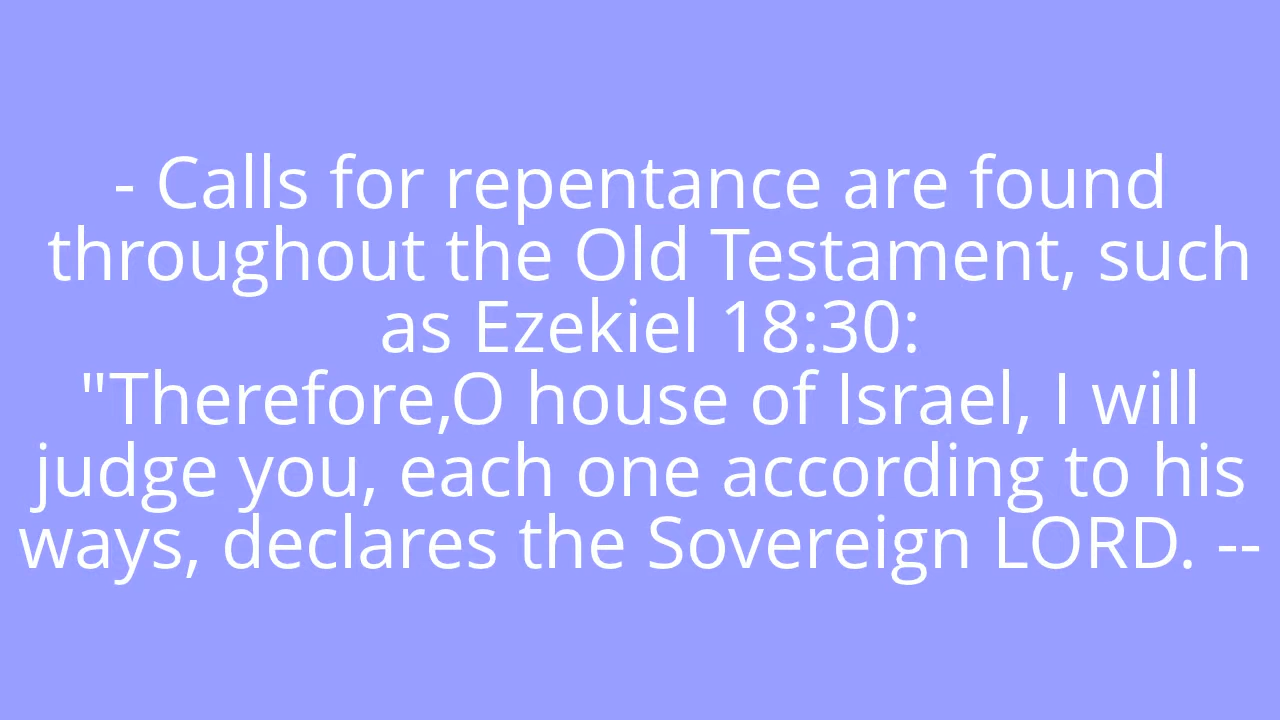 - Calls for repentance are found
throughout the Old Testament, such
as Ezekiel 18:30:
"Therefore,O house of Israel, I will
judge you, each one according to his
ways, declares the Sovereign LORD. --